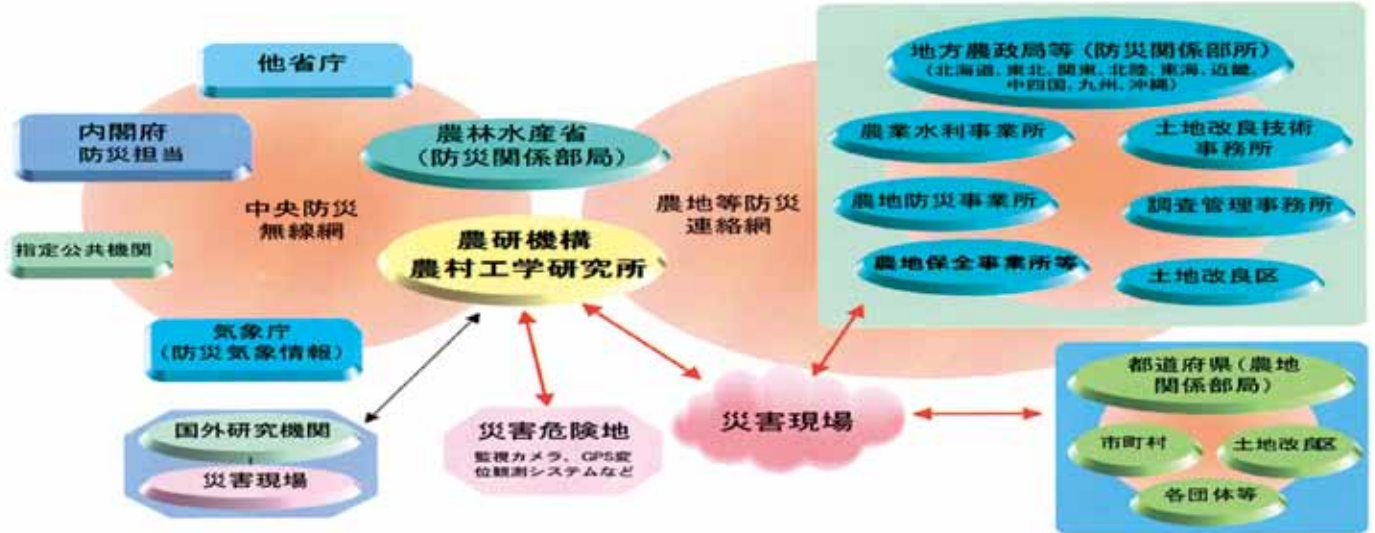 他省庁
内閣府
防災担当
農林水産省
(防災関係部局)
中央防災
無線網
指定公共機関
農研機構
農村工学研究所
気象庁
(防災気象情報)
国外研究機関
災害現場
災害危険地
監視カメラ、GPS変
位観測システムなど
災害現場
農地等防災
連絡網
地方農政局等(防災関係部所)
(北海道、東北、関東、北陸、東海、近畿、
中四国、九州、沖縄)
農業水利事業所
土地改良技術
事務所
農地防災事業所
調査管理事務所
農地保全事業所等
土地改良区
都道府県(農地
関係部局)
市町村
土地改良区
各団体等